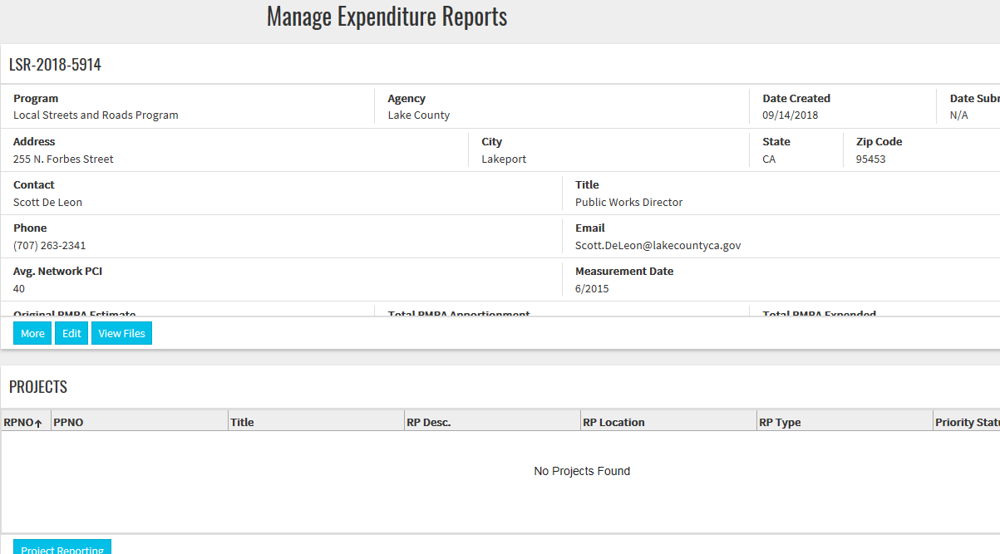 Manage Expenditure Reports
LSR-2018-5914
Program Agency Date Created Date Subr
Local Streets and Roads Program Lake County 09/14/2018 N/A
Address City State Zip Code
255 N. Forbes Street Lakeport CA 95453
Contact Title
Scott De Leon Public Works Director
Phone Email
(707) 263-2341 Scott.DeLeon@lakecountyca.gov
Avg. Network PCI Measurement Date
40 6/2015
Original RMRA Estimate Total RMRA Apportionment Total RMRA Expended
More Edit View Files
PROJECTS
RPNO↑ PPNO Title RP Desc. RP Location RP Type Priority Statu
No Projects Found
Project Reporting